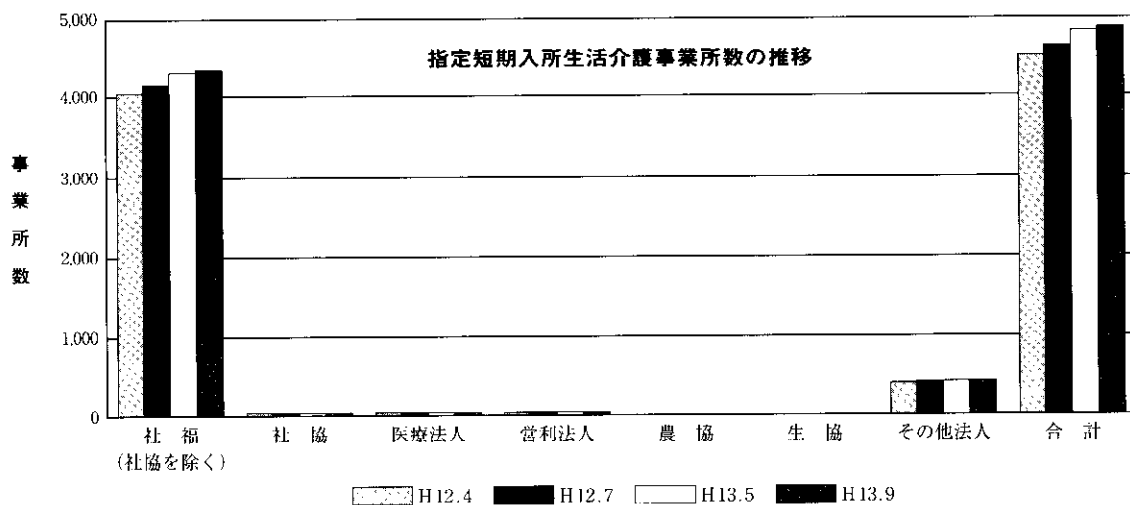 指定短期入所生活介護事業所数の推移
事業所数
5,000
4,000
3,000
2,000
1,000
0
社 福 社 協 医療法人 営利法人 農 協 生 協 その他法人 合 計
(社協を除く)
H12.4 H12.7 H13.5 H13.9